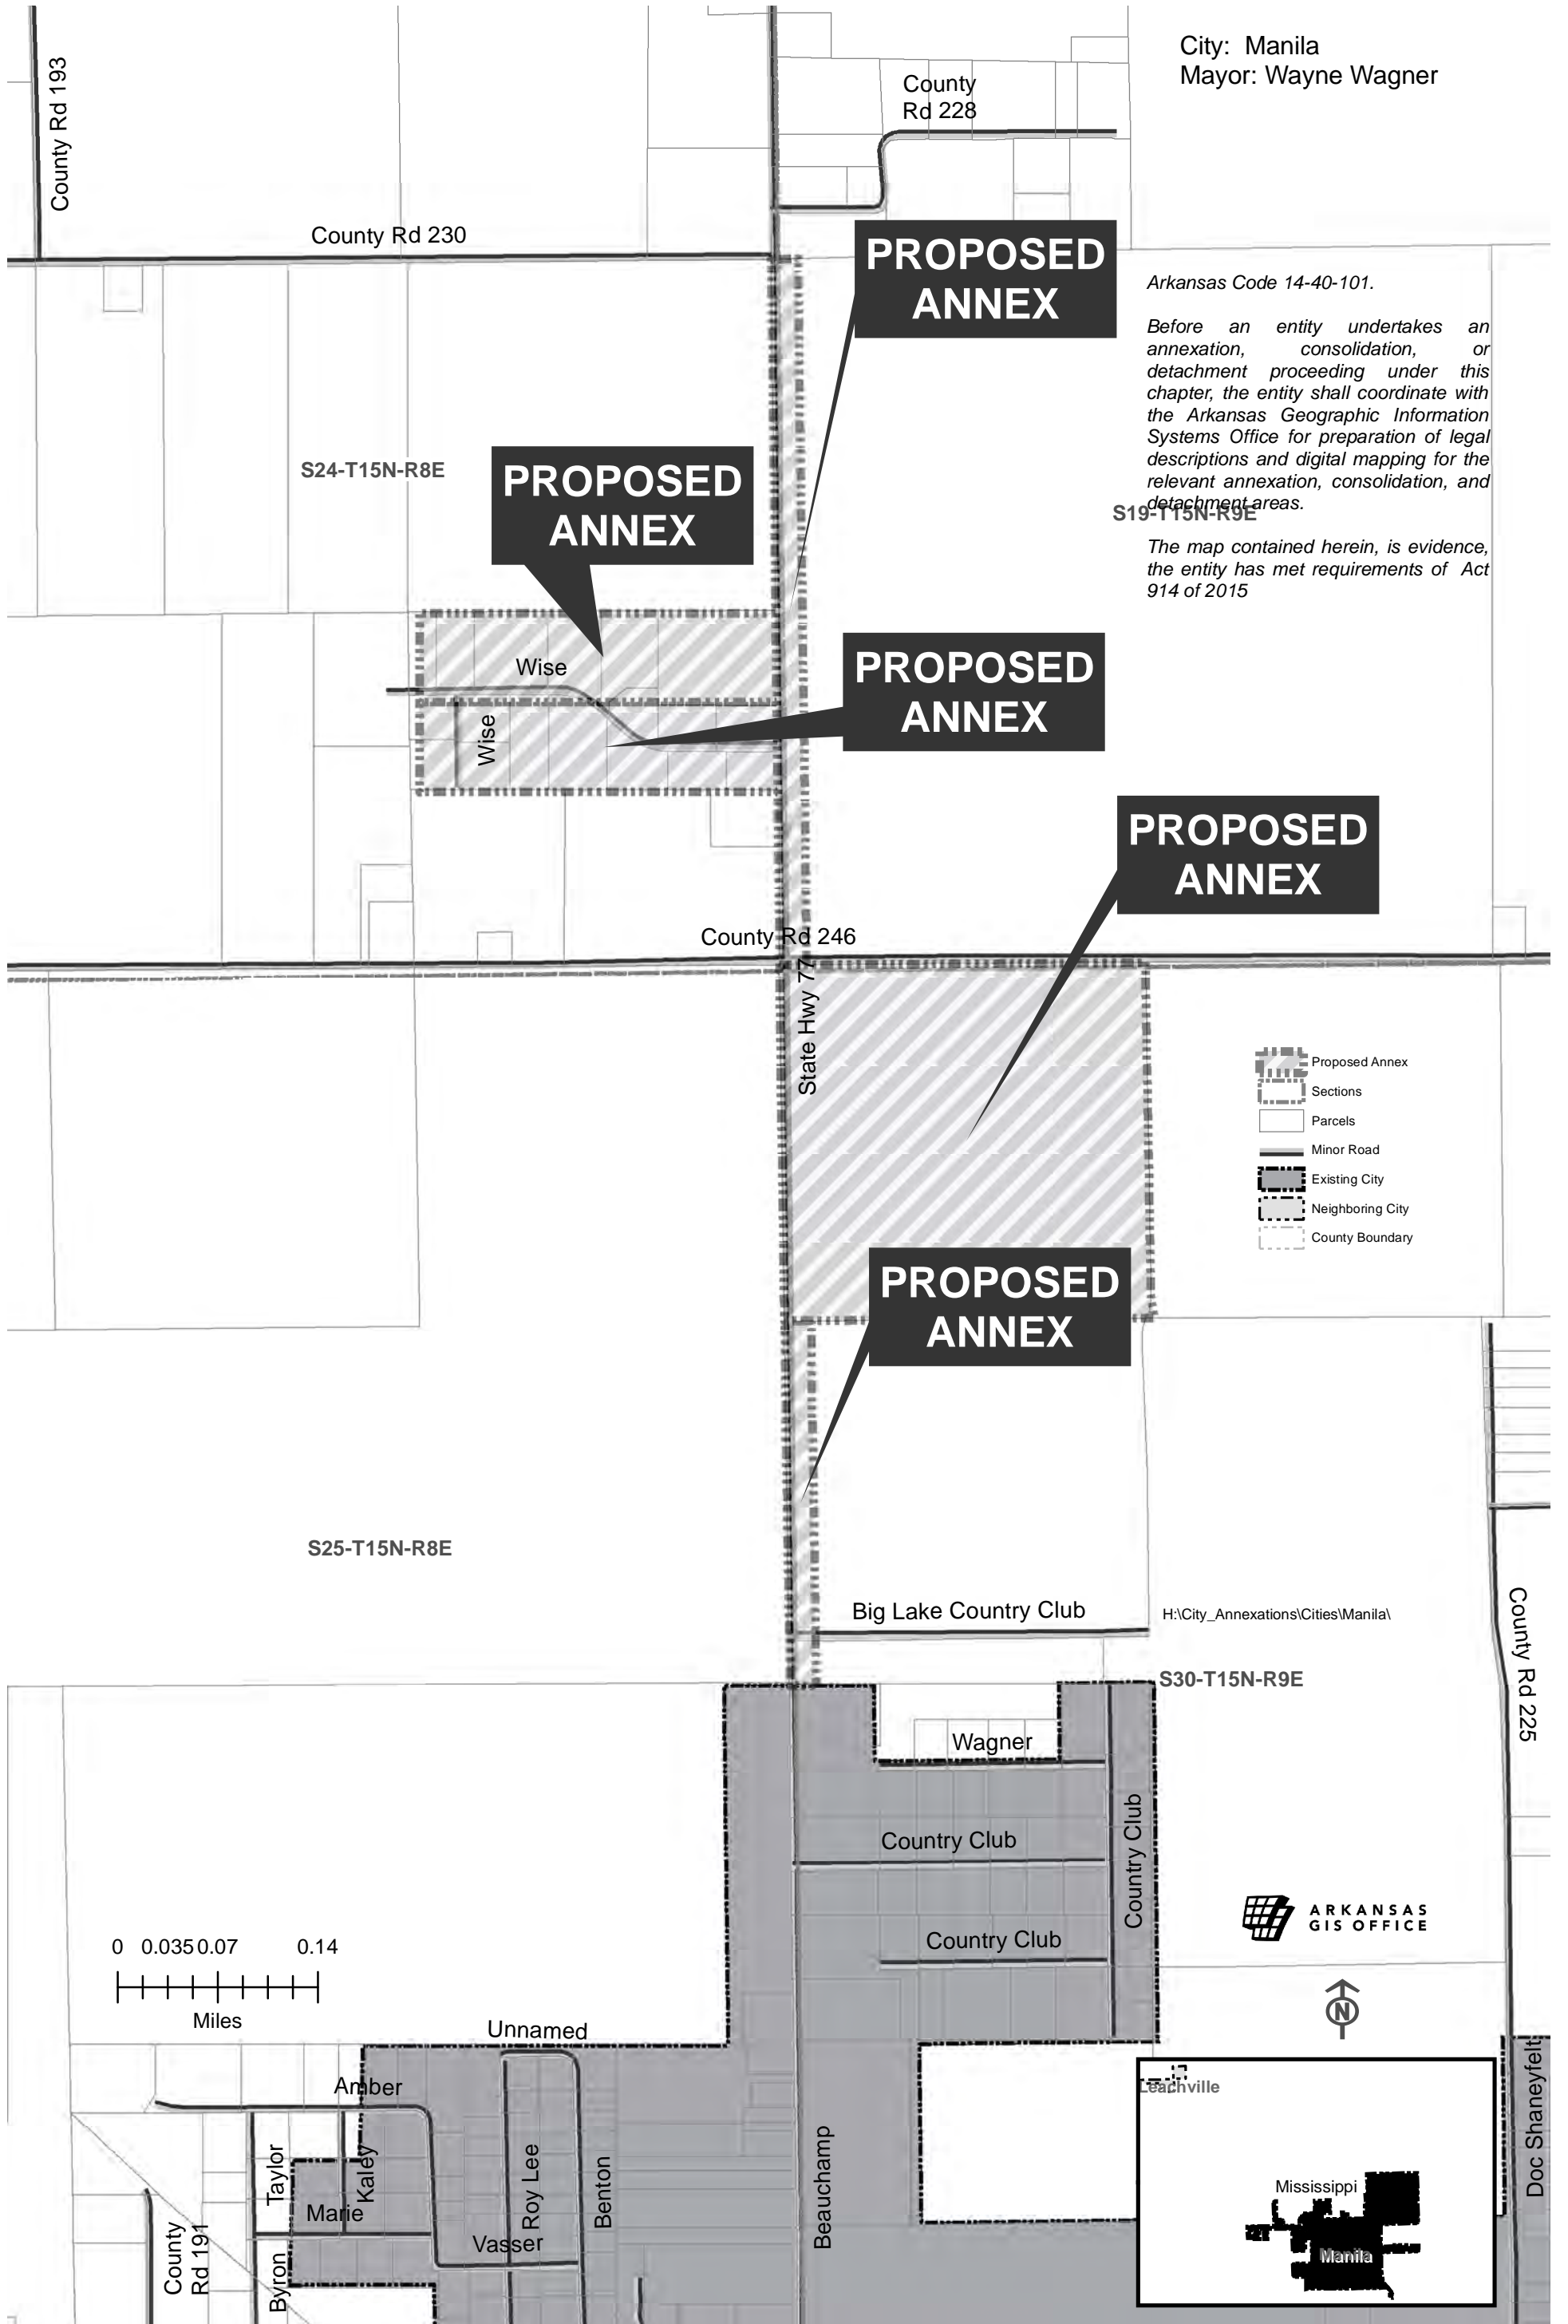 City: Manila
Mayor: Wayne Wagner
County Rd 193
County
Rd 228
County Rd 230
PROPOSED
ANNEX
Arkansas Code 14-40-101.
Before an entity undertakes an
annexation, consolidation, or
detachment proceeding under this
chapter, the entity shall coordinate with
the Arkansas Geographic Information
Systems Office for preparation of legal
descriptions and digital mapping for the
relevant annexation, consolidation, and
detachment areas.
The map contained herein, is evidence,
the entity has met requirements of Act
914 of 2015
S24-T15N-R8E
PROPOSED
ANNEX
S19-T15N-R9E
Wise
Wise
PROPOSED
ANNEX
PROPOSED
ANNEX
County Rd 246
State Hwy 77
Proposed Annex
Sections
Parcels
Minor Road
Existing City
Neighboring City
County Boundary
PROPOSED
ANNEX
S25-T15N-R8E
Big Lake Country Club
H:\City_Annexations\Cities\Manila\
S30-T15N-R9E
County Rd 225
Wagner
Country Club
Country Club
Country Club
ARKANSAS
GIS OFFICE
0 0.035 0.07 0.14
Miles
N
Unnamed
Amber
Taylor
Kaley
Marie
Roy Lee
Benton
Vasser
Beauchamp
County
Rd 191
Byron
Doc Shaneyfelt
Leachville
Mississippi
Manila